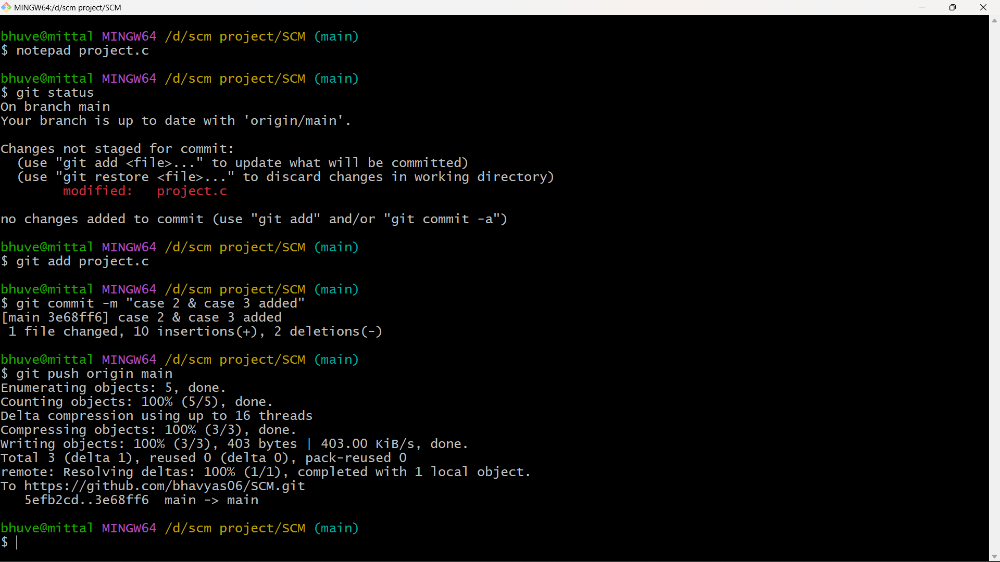 MINGW64:/d/scm project/SCM
bhuve@mittal MINGW64 /d/scm project/SCM (main)
$ notepad project.c
bhuve@mittal MINGW64 /d/scm project/SCM (main)
$ git status
On branch main
Your branch is up to date with 'origin/main'.
Changes not staged for commit:
  (use "git add <file>..." to update what will be committed)
  (use "git restore <file>..." to discard changes in working directory)
        modified:   project.c
no changes added to commit (use "git add" and/or "git commit -a")
bhuve@mittal MINGW64 /d/scm project/SCM (main)
$ git add project.c
bhuve@mittal MINGW64 /d/scm project/SCM (main)
$ git commit -m "case 2 & case 3 added"
[main 3e68ff6] case 2 & case 3 added
 1 file changed, 10 insertions(+), 2 deletions(-)
bhuve@mittal MINGW64 /d/scm project/SCM (main)
$ git push origin main
Enumerating objects: 5, done.
Counting objects: 100% (5/5), done.
Delta compression using up to 16 threads
Compressing objects: 100% (3/3), done.
Writing objects: 100% (3/3), 403 bytes | 403.00 KiB/s, done.
Total 3 (delta 1), reused 0 (delta 0), pack-reused 0
remote: Resolving deltas: 100% (1/1), completed with 1 local object.
To https://github.com/bhavyas06/SCM.git
   5efb2cd..3e68ff6  main -> main
bhuve@mittal MINGW64 /d/scm project/SCM (main)
$